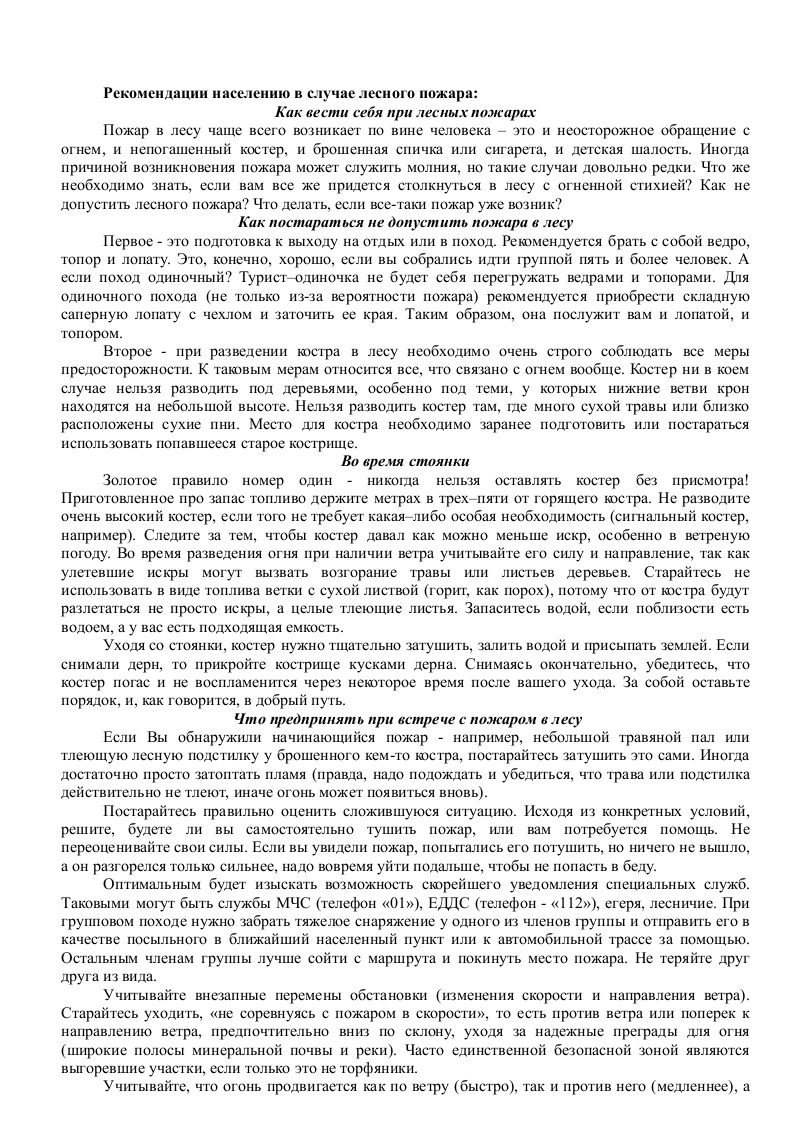 Рекомендации населению в случае лесного пожара:
Как вести себя при лесных пожарах
Пожар в лесу чаще всего возникает по вине человека – это и неосторожное обращение с
огнем, и непогашенный костер, и брошенная спичка или сигарета, и детская шалость. Иногда
причиной возникновения пожара может служить молния, но такие случаи довольно редки. Что же
необходимо знать, если вам все же придется столкнуться в лесу с огненной стихией? Как не
допустить лесного пожара? Что делать, если все-таки пожар уже возник?
Как постараться не допустить пожара в лесу
Первое - это подготовка к выходу на отдых или в поход. Рекомендуется брать с собой ведро,
топор и лопату. Это, конечно, хорошо, если вы собрались идти группой пять и более человек. А
если поход одиночный? Турист–одиночка не будет себя перегружать ведрами и топорами. Для
одиночного похода (не только из-за вероятности пожара) рекомендуется приобрести складную
саперную лопату с чехлом и заточить ее края. Таким образом, она послужит вам и лопатой, и
топором.
Второе - при разведении костра в лесу необходимо очень строго соблюдать все меры
предосторожности. К таковым мерам относится все, что связано с огнем вообще. Костер ни в коем
случае нельзя разводить под деревьями, особенно под теми, у которых нижние ветви крон
находятся на небольшой высоте. Нельзя разводить костер там, где много сухой травы или близко
расположены сухие пни. Место для костра необходимо заранее подготовить или постараться
использовать попавшееся старое кострище.
Во время стоянки
Золотое правило номер один - никогда нельзя оставлять костер без присмотра!
Приготовленное про запас топливо держите метрах в трех–пяти от горящего костра. Не разводите
очень высокий костер, если того не требует какая–либо особая необходимость (сигнальный костер,
например). Следите за тем, чтобы костер давал как можно меньше искр, особенно в ветреную
погоду. Во время разведения огня при наличии ветра учитывайте его силу и направление, так как
улетевшие искры могут вызвать возгорание травы или листьев деревьев. Старайтесь не
использовать в виде топлива ветки с сухой листвой (горит, как порох), потому что от костра будут
разлетаться не просто искры, а целые тлеющие листья. Запаситесь водой, если поблизости есть
водоем, а у вас есть подходящая емкость.
Уходя со стоянки, костер нужно тщательно затушить, залить водой и присыпать землей. Если
снимали дерн, то прикройте кострище кусками дерна. Снимаясь окончательно, убедитесь, что
костер погас и не воспламенится через некоторое время после вашего ухода. За собой оставьте
порядок, и, как говорится, в добрый путь.
Что предпринять при встрече с пожаром в лесу
Если Вы обнаружили начинающийся пожар - например, небольшой травяной пал или
тлеющую лесную подстилку у брошенного кем-то костра, постарайтесь затушить это сами. Иногда
достаточно просто затоптать пламя (правда, надо подождать и убедиться, что трава или подстилка
действительно не тлеют, иначе огонь может появиться вновь).
Постарайтесь правильно оценить сложившуюся ситуацию. Исходя из конкретных условий,
решите, будете ли вы самостоятельно тушить пожар, или вам потребуется помощь. Не
переоценивайте свои силы. Если вы увидели пожар, попытались его потушить, но ничего не вышло,
а он разгорелся только сильнее, надо вовремя уйти подальше, чтобы не попасть в беду.
Оптимальным будет изыскать возможность скорейшего уведомления специальных служб.
Таковыми могут быть службы МЧС (телефон «01»), ЕДДС (телефон - «112»), егеря, лесничие. При
групповом походе нужно забрать тяжелое снаряжение у одного из членов группы и отправить его в
качестве посыльного в ближайший населенный пункт или к автомобильной трассе за помощью.
Остальным членам группы лучше сойти с маршрута и покинуть место пожара. Не теряйте друг
друга из вида.
Учитывайте внезапные перемены обстановки (изменения скорости и направления ветра).
Старайтесь уходить, «не соревнуясь с пожаром в скорости», то есть против ветра или поперек к
направлению ветра, предпочтительно вниз по склону, уходя за надежные преграды для огня
(широкие полосы минеральной почвы и реки). Часто единственной безопасной зоной являются
выгоревшие участки, если только это не торфяники.
Учитывайте, что огонь продвигается как по ветру (быстро), так и против него (медленнее), а